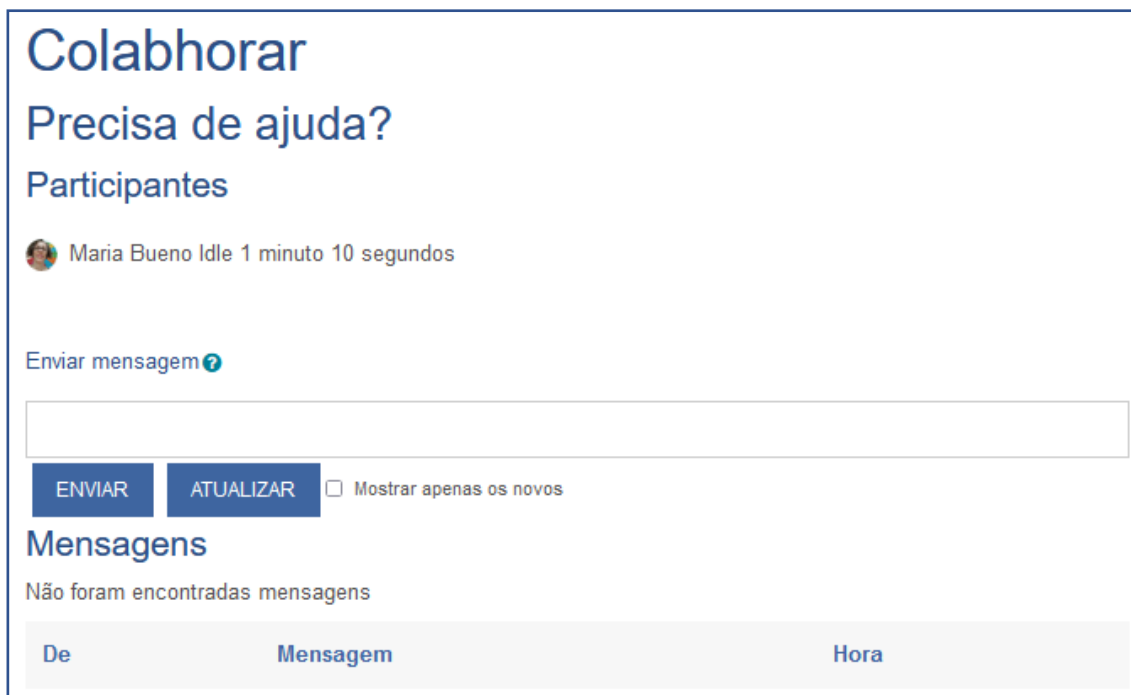 Colabhorar
Precisa de ajuda?
Participantes
Maria Bueno Idle 1 minuto 10 segundos
Enviar mensagem ?
ENVIAR ATUALIZAR Mostrar apenas os novos
Mensagens
Não foram encontradas mensagens
De Mensagem Hora